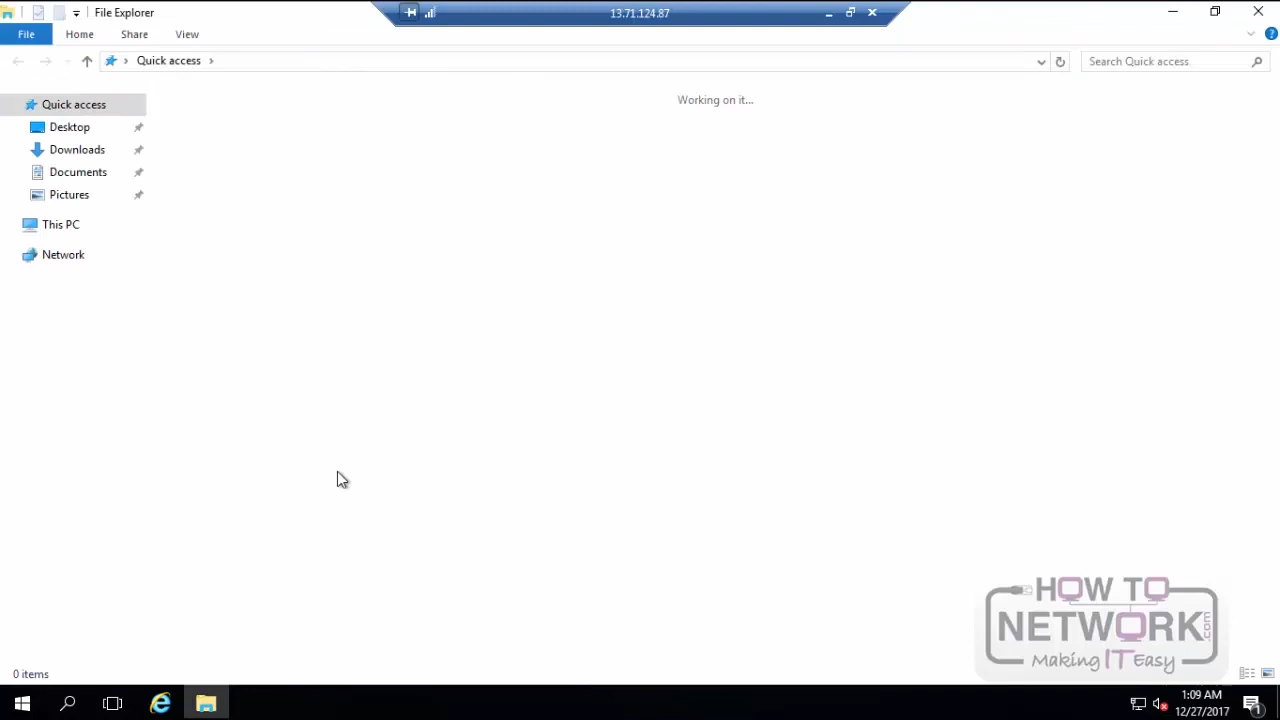 File Explorer
13.71.124.87
File Home Share View
Quick access
Search Quick access
Working on it...
Quick access
Desktop
Downloads
Documents
Pictures
This PC
Network
HOW TO
NETWORK.com
Making IT Easy
0 items
1:09 AM
12/27/2017
1